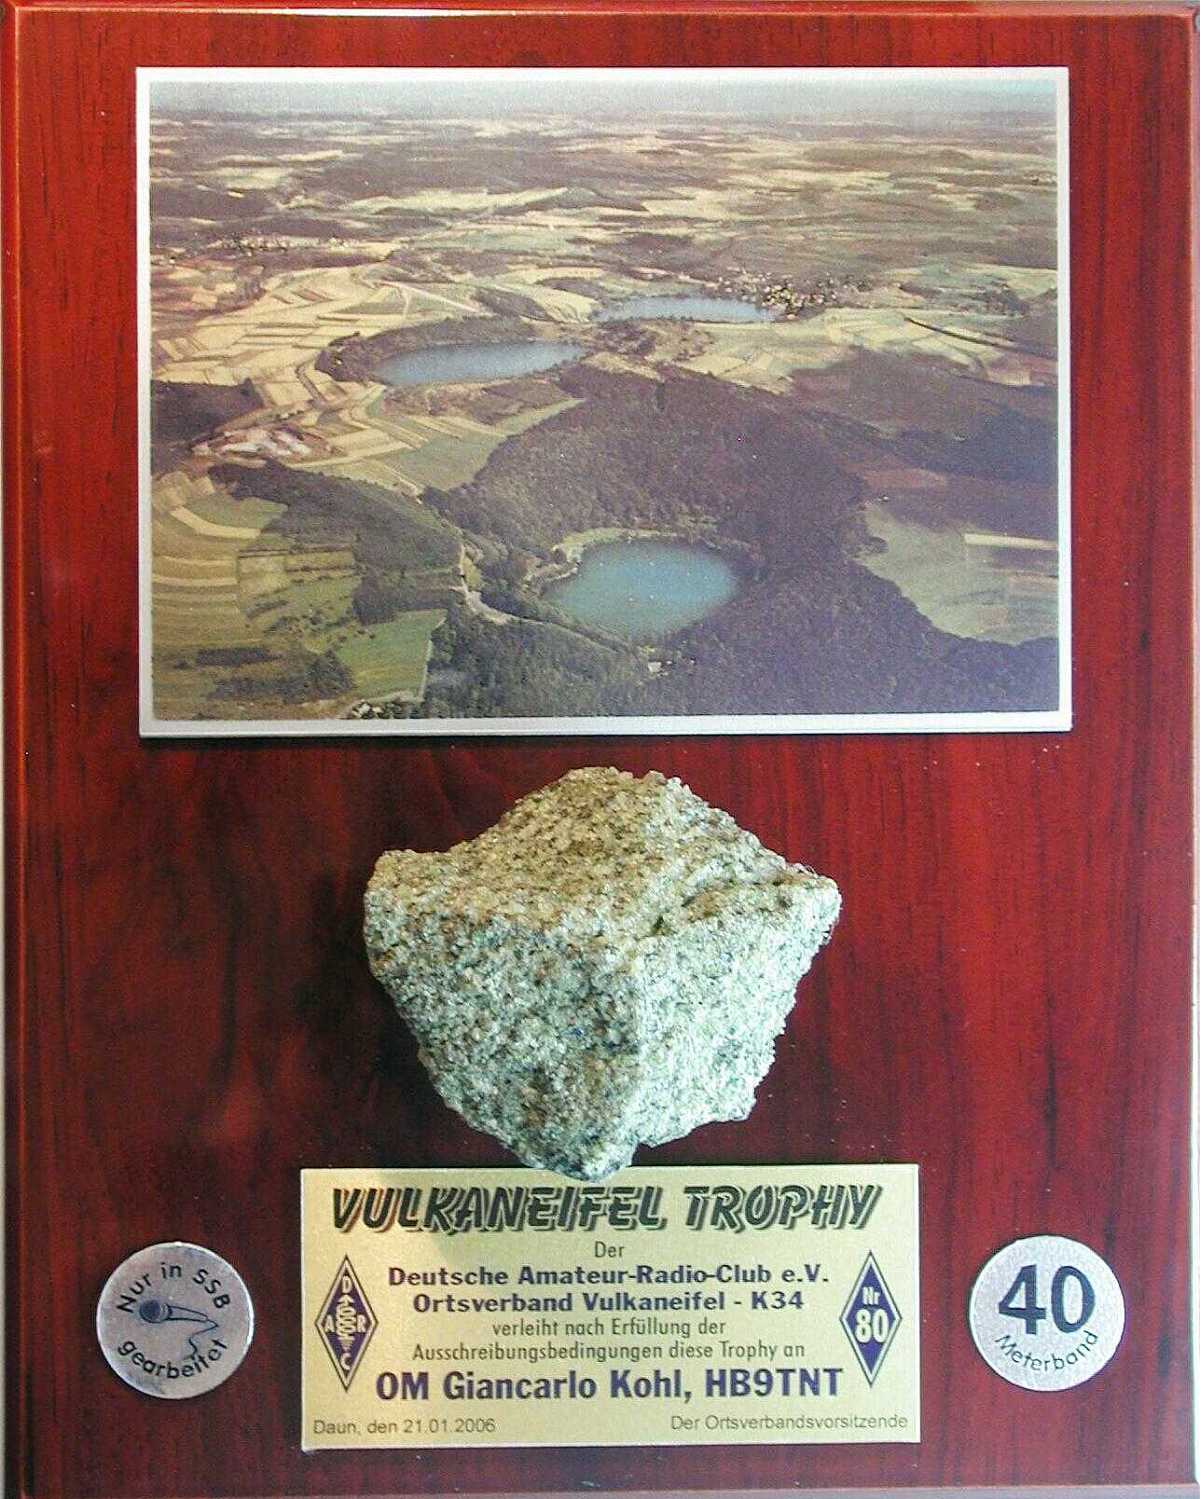 VULKANEIFEL TROPHY
Der
Deutsche Amateur-Radio-Club e.V.
Ortsverband Vulkaneifel - K34
verleiht nach Erfüllung der
Ausschreibungsbedingungen diese Trophy an
OM Giancarlo Kohl, HB9TNT
Daun, den 21.01.2006
Der Ortsverbandsvorsitzende
D
A R
C
Nr
80
Nur in SSB
gearbeitet
40
Meterband